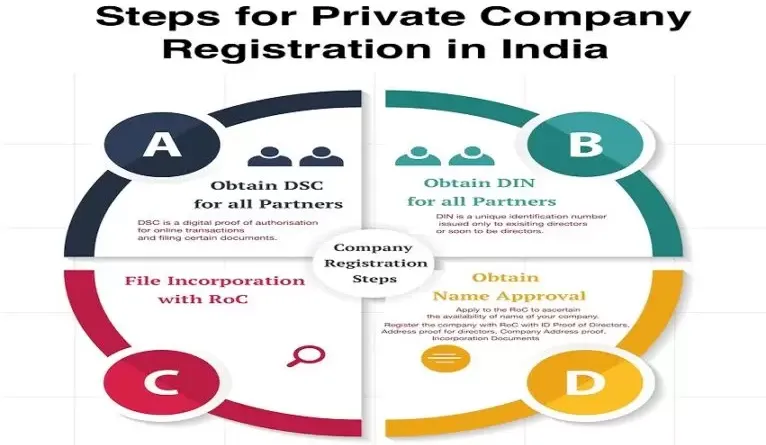 Steps for Private Company
Registration in India
A
Obtain DSC
for all Partners
DSC is a digital proof of authorisation
for online transactions
and filing certain documents.
B
Obtain DIN
for all Partners
DIN is a unique identification number
issued only to exisiting directors
or soon to be directors.
Company
Registration
Steps
File Incorporation
with RoC
C
Obtain
Name Approval
Apply to the RoC to ascertain
the availability of name of your company.
Register the company with RoC with ID Proof of Directors,
Address proof for directors, Company Address proof,
Incorporation Documents
D